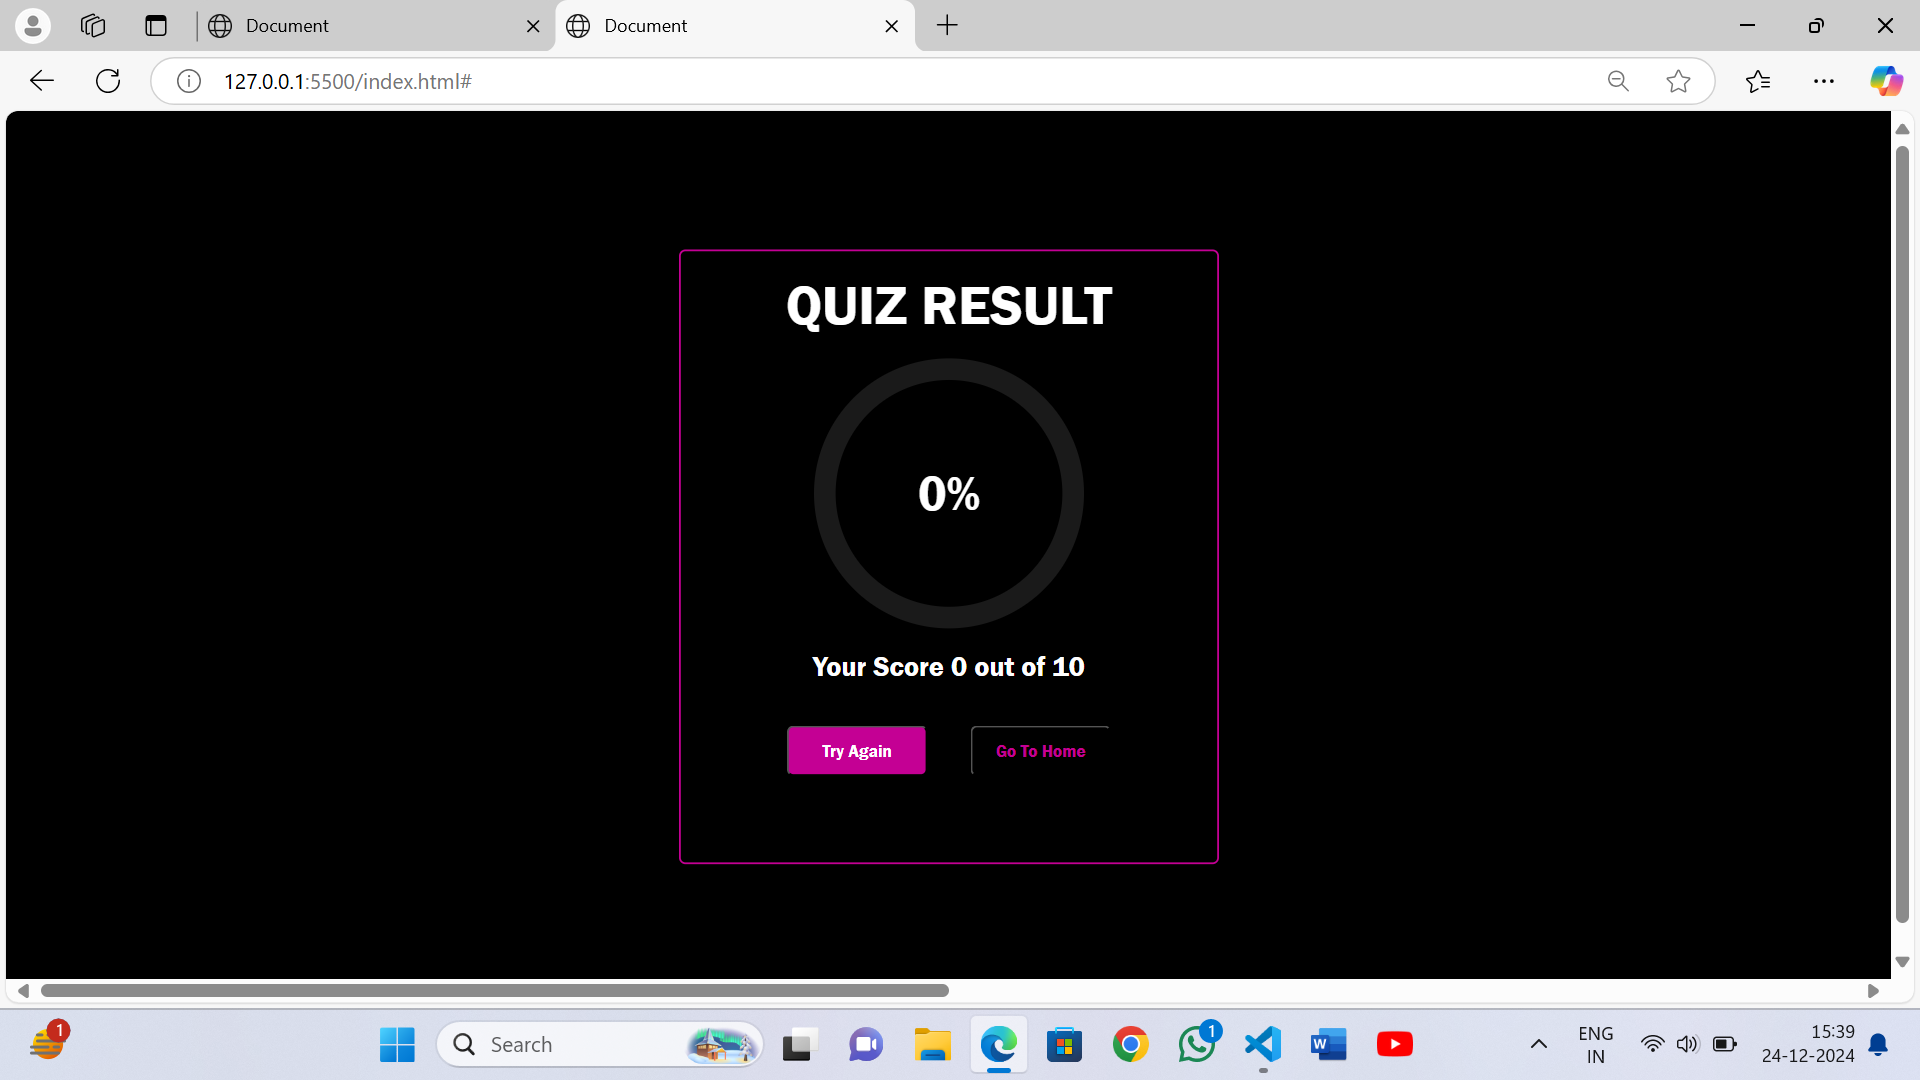 Document
Document
127.0.0.1:5500/index.html#
QUIZ RESULT
0%
Your Score 0 out of 10
Try Again
Go To Home
1
Search
1
W
ENG
IN
15:39
24-12-2024